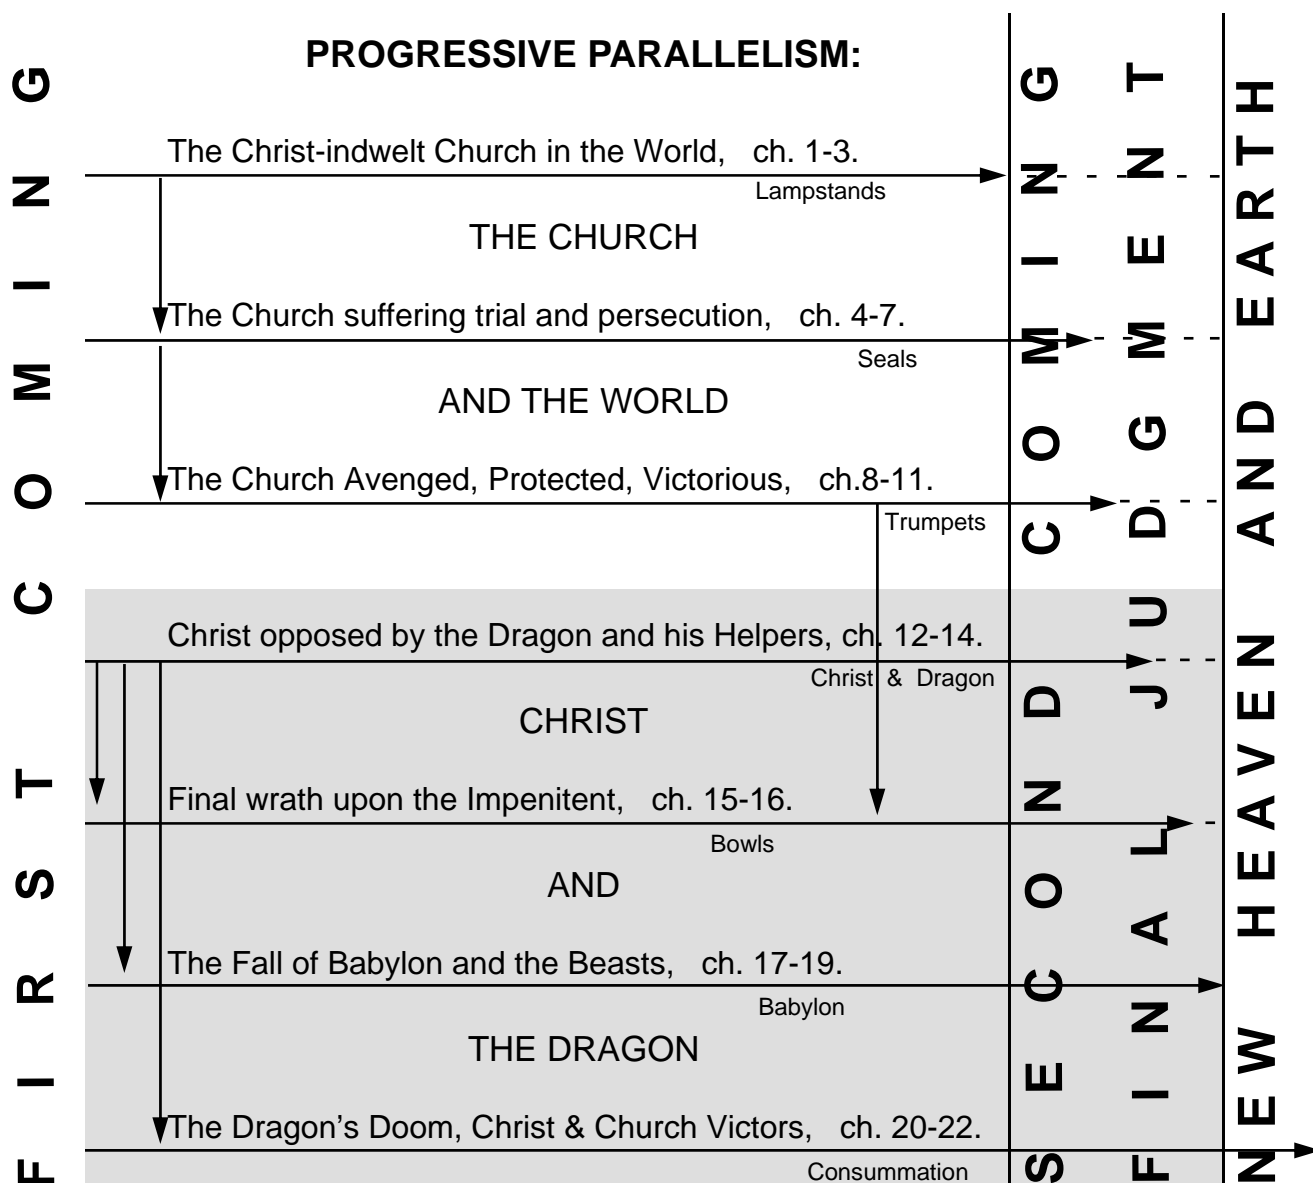 PROGRESSIVE PARALLELISM:
The Christ-indwelt Church in the World, ch. 1-3.
Lampstands
THE CHURCH
The Church suffering trial and persecution, ch. 4-7.
Seals
AND THE WORLD
The Church Avenged, Protected, Victorious, ch.8-11.
Trumpets
Christ opposed by the Dragon and his Helpers, ch. 12-14.
Christ & Dragon
CHRIST
Final wrath upon the Impenitent, ch. 15-16.
Bowls
AND
The Fall of Babylon and the Beasts, ch. 17-19.
Babylon
THE DRAGON
The Dragon’s Doom, Christ & Church Victors, ch. 20-22.
Consummation
FIRST COMING
SECOND COMING
FINAL JUDGMENT
NEW HEAVEN AND EARTH